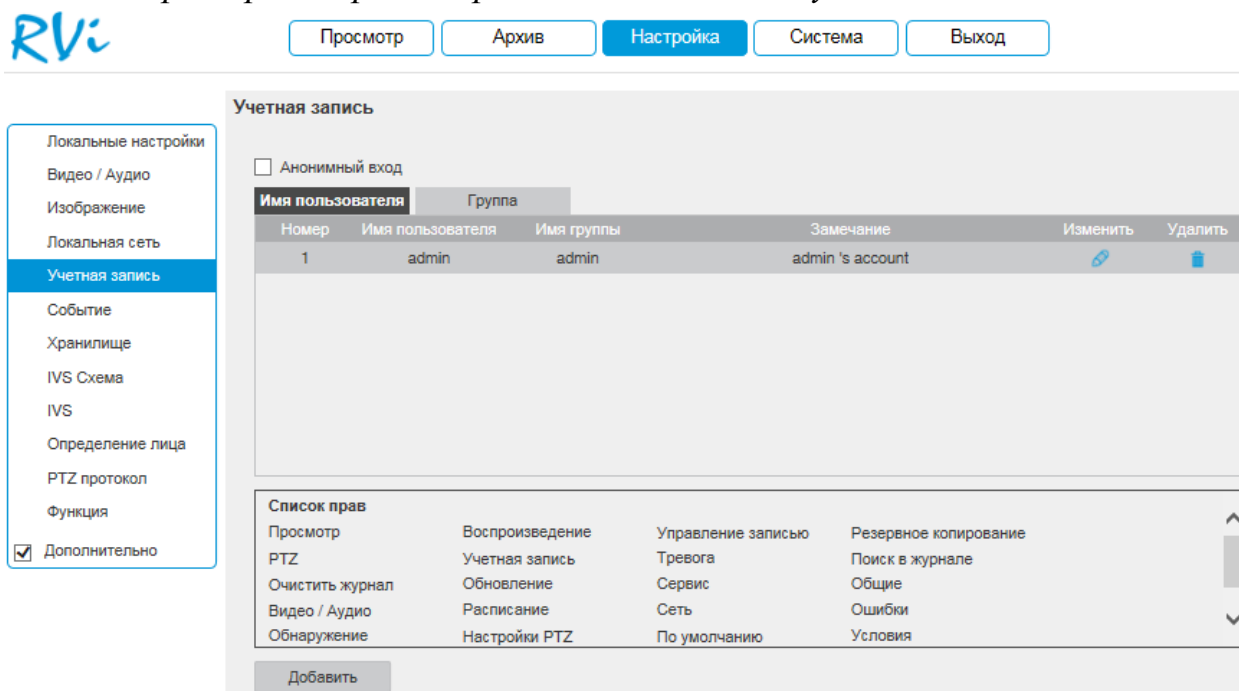 RVi
Просмотр Архив Настройка Система Выход
Учетная запись
Локальные настройки
Видео / Аудио
Изображение
Локальная сеть
Учетная запись
Событие
Хранилище
IVS Схема
IVS
Определение лица
PTZ протокол
Функция
Дополнительно
Анонимный вход
Имя пользователя Группа
Номер Имя пользователя Имя группы Замечание Изменить Удалить
1 admin admin admin 's account
Список прав
Просмотр Воспроизведение Управление записью Резервное копирование
PTZ Учетная запись Тревога Поиск в журнале
Очистить журнал Обновление Сервис Общие
Видео / Аудио Расписание Сеть Ошибки
Обнаружение Настройки PTZ По умолчанию Условия
Добавить